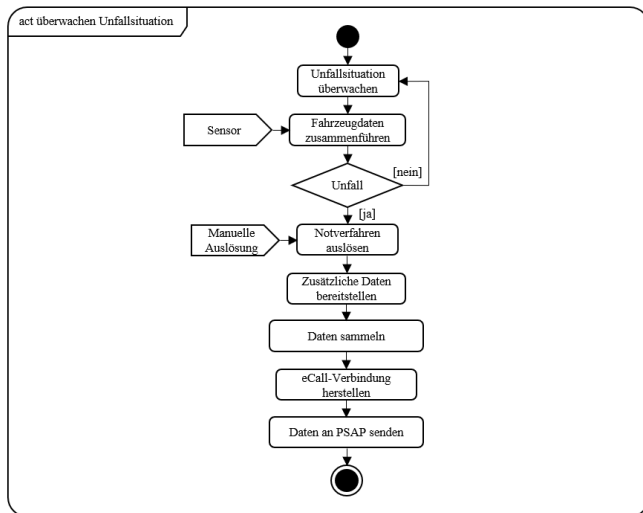 act überwachen Unfallsituation
Unfallsituation
überwachen
Sensor
Fahrzeugdaten
zusammenführen
[nein]
Unfall
[ja]
Manuelle
Auslösung
Notverfahren
auslösen
Zusätzliche Daten
bereitstellen
Daten sammeln
eCall-Verbindung
herstellen
Daten an PSAP senden